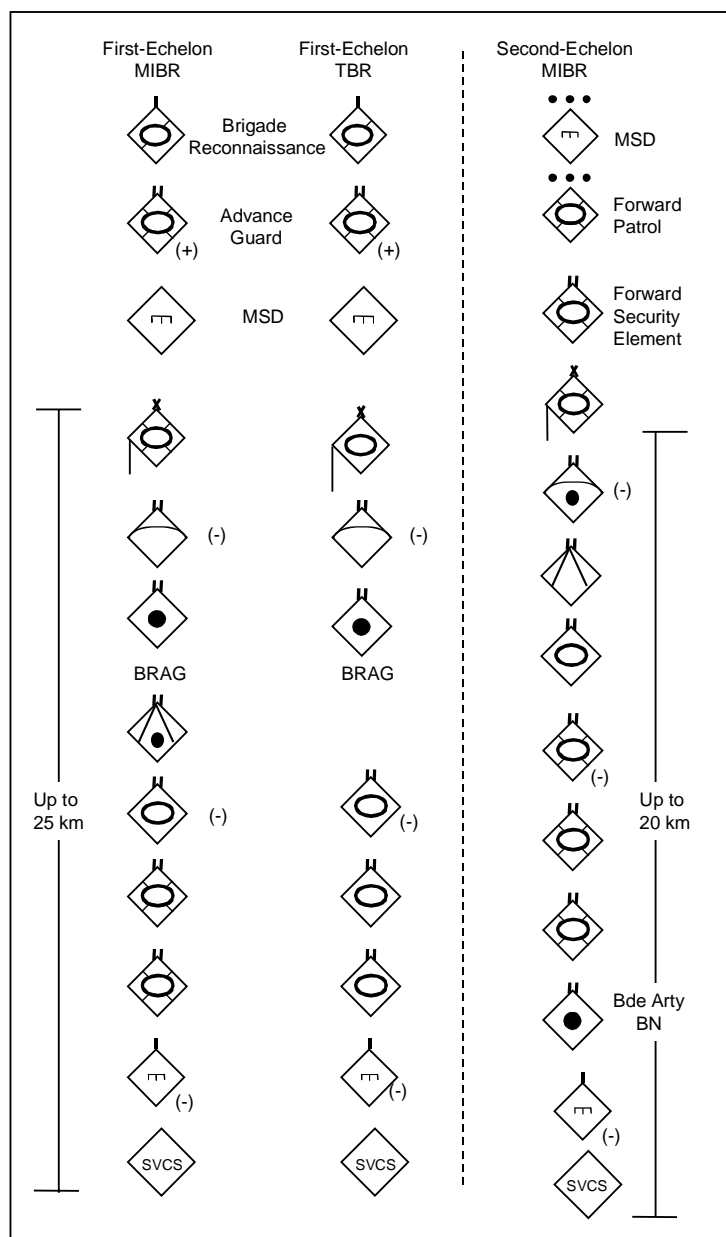 First-Echelon
MIBR
First-Echelon
TBR
Second-Echelon
MIBR
Brigade
Reconnaissance
MSD
Forward
Patrol
Advance
Guard
(+)
(+)
MSD
Forward
Security
Element
(-)
(-)
(-)
BRAG
BRAG
Up to
25 km
(-)
(-)
(-)
Up to
20 km
Bde Arty
BN
(-)
(-)
(-)
SVCS
SVCS
SVCS